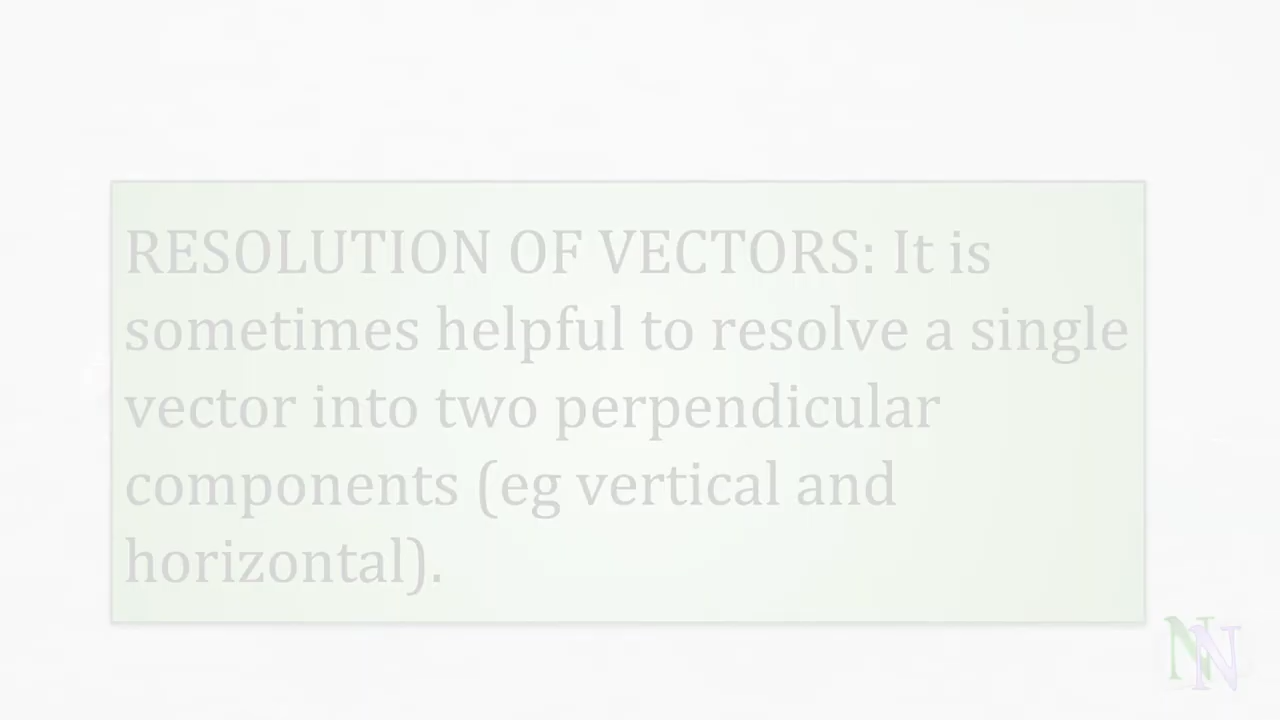 RESOLUTION OF VECTORS: It is
sometimes helpful to resolve a single
vector into two perpendicular
components (eg vertical and
horizontal).
NN